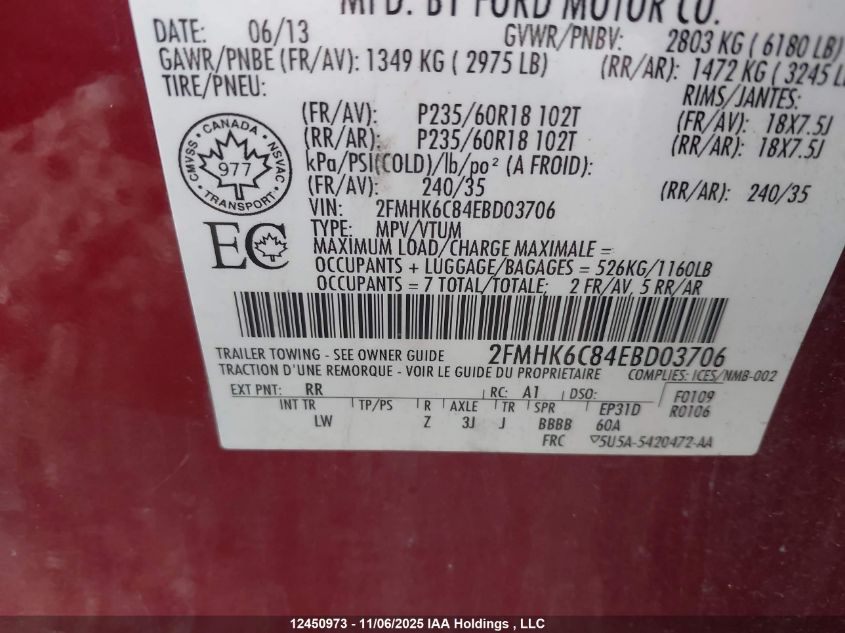 MFD. BY FORD MOTOR CO.
DATE: 06/13 GVWR/PNBV: 2803 KG ( 6180 LB)
GAWR/PNBE (FR/AV): 1349 KG ( 2975 LB) (RR/AR): 1472 KG ( 3245 L
TIRE/PNEU: RIMS/JANTES:
(FR/AV): P235/60R18 102T (FR/AV): 18X7.5J
(RR/AR): P235/60R18 102T (RR/AR): 18X7.5J
kPa/PSI(COLD)/lb/po² (A FROID):
(FR/AV): 240/35 (RR/AR): 240/35
CANADA
CMVSS NSVAC
977
TRANSPORT
VIN: 2FMHK6C84EBD03706
TYPE: MPV/VTUM
EC
MAXIMUM LOAD/CHARGE MAXIMALE =
OCCUPANTS + LUGGAGE/BAGAGES = 526KG/1160LB
OCCUPANTS = 7 TOTAL/TOTALE: 2 FR/AV, 5 RR/AR
2FMHK6C84EBD03706
TRAILER TOWING - SEE OWNER GUIDE
TRACTION D'UNE REMORQUE - VOIR LE GUIDE DU PROPRIETAIRE COMPLIES: ICES/NMB-002
EXT PNT: RR RC: A1 DSO: F0109
INT TR TP/PS R AXLE TR SPR EP31D R0106
LW Z 3J J BBBB 60A
FRC 5U5A-5420472-AA
12450973 - 11/06/2025 IAA Holdings , LLC